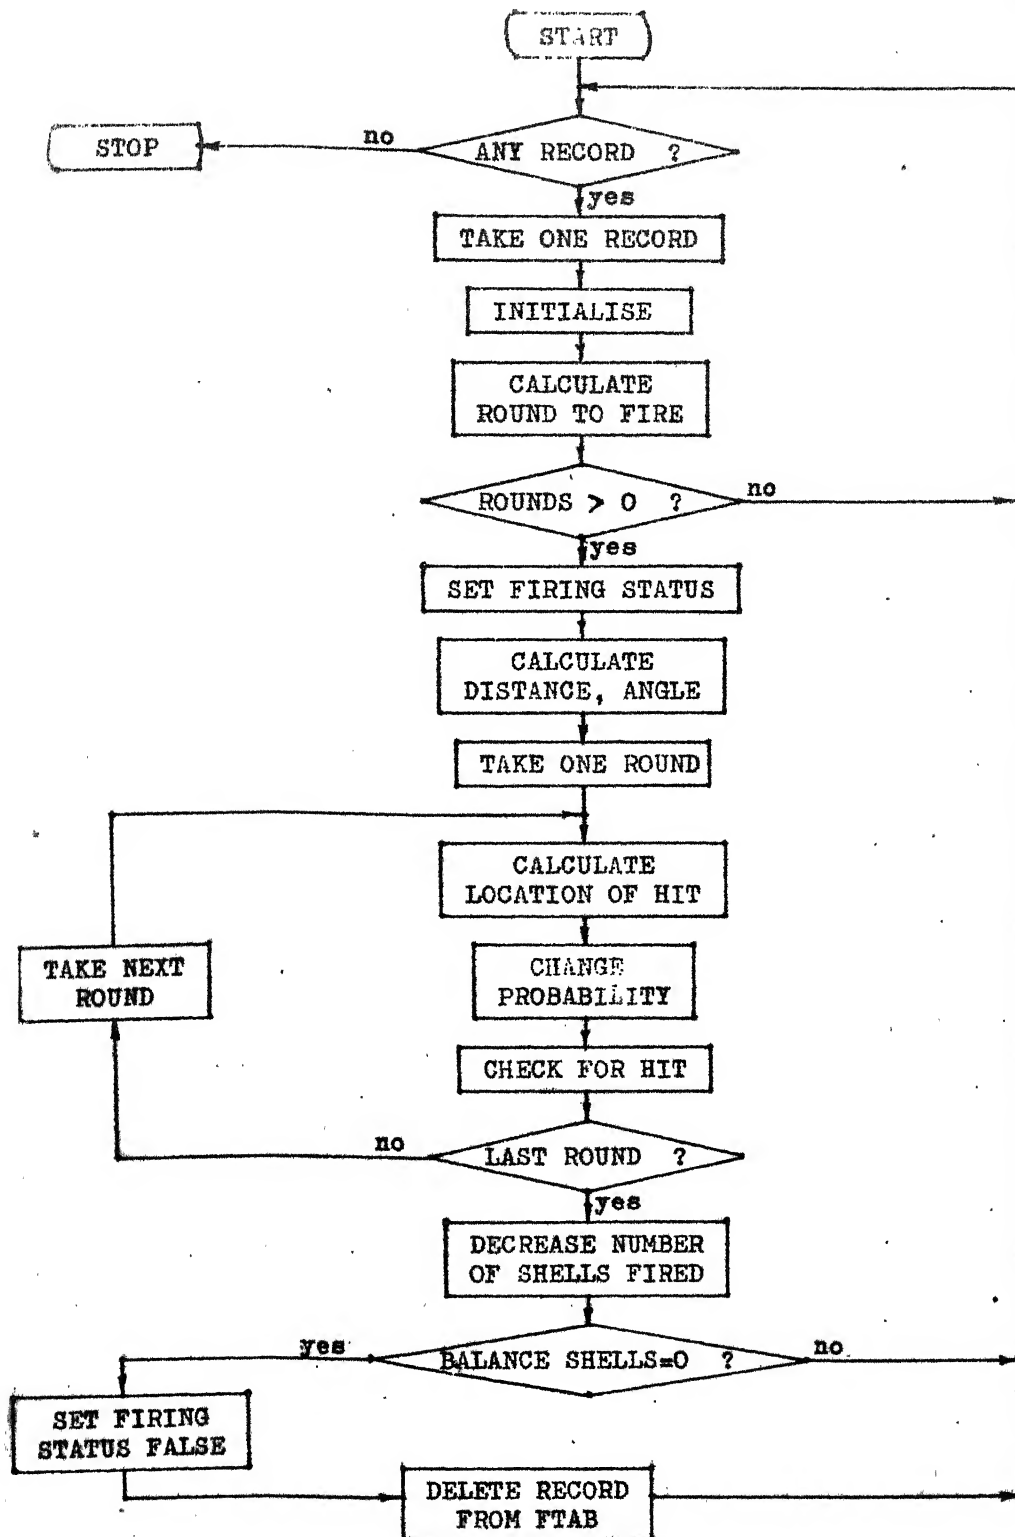 START
no
STOP
ANY RECORD ?
yes
TAKE ONE RECORD
INITIALISE
CALCULATE
ROUND TO FIRE
ROUNDS > 0 ?
no
yes
SET FIRING STATUS
CALCULATE
DISTANCE, ANGLE
TAKE ONE ROUND
CALCULATE
LOCATION OF HIT
TAKE NEXT
ROUND
CHANGE
PROBABILITY
CHECK FOR HIT
no
LAST ROUND ?
yes
DECREASE NUMBER
OF SHELLS FIRED
yes
BALANCE SHELLS=0 ?
no
SET FIRING
STATUS FALSE
DELETE RECORD
FROM FTAB